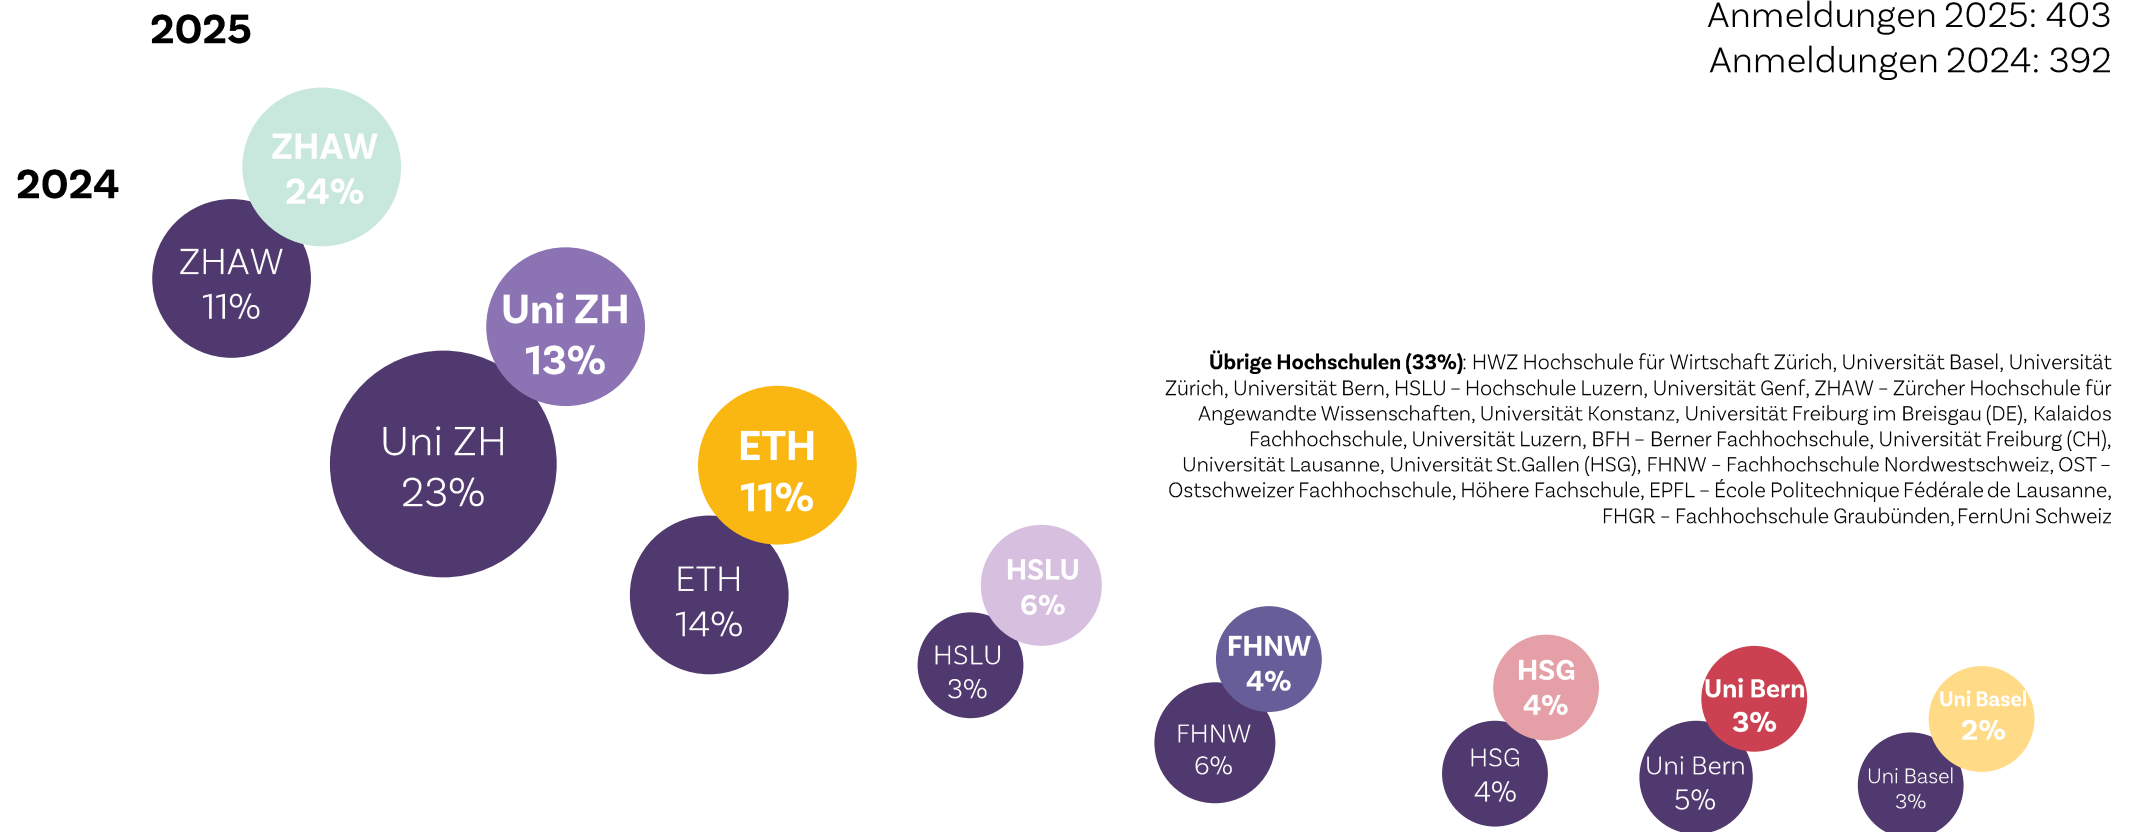 2025
Anmeldungen 2025: 403
Anmeldungen 2024: 392
2024
ZHAW
24%
ZHAW
11%
Uni ZH
13%
Uni ZH
23%
ETH
11%
ETH
14%
Übrige Hochschulen (33%): HWZ Hochschule für Wirtschaft Zürich, Universität Basel, Universität
Zürich, Universität Bern, HSLU – Hochschule Luzern, Universität Genf, ZHAW – Zürcher Hochschule für
Angewandte Wissenschaften, Universität Konstanz, Universität Freiburg im Breisgau (DE), Kalaidos
Fachhochschule, Universität Luzern, BFH – Berner Fachhochschule, Universität Freiburg (CH),
Universität Lausanne, Universität St.Gallen (HSG), FHNW – Fachhochschule Nordwestschweiz, OST –
Ostschweizer Fachhochschule, Höhere Fachschule, EPFL – École Politechnique Fédérale de Lausanne,
FHGR – Fachhochschule Graubünden, FernUni Schweiz
HSLU
6%
HSLU
3%
FHNW
4%
FHNW
6%
HSG
4%
HSG
4%
Uni Bern
3%
Uni Bern
5%
Uni Basel
2%
Uni Basel
3%